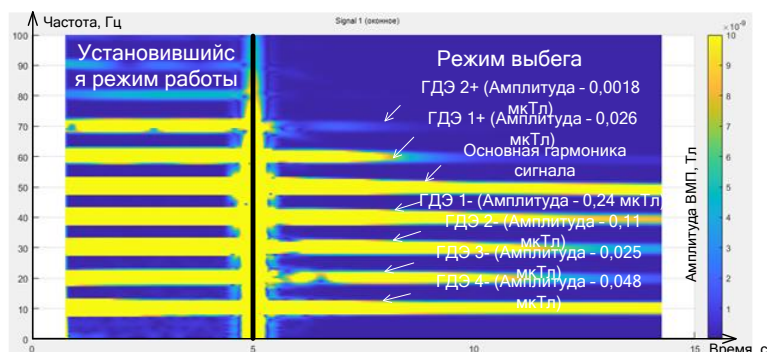 Частота, Гц
Signal 1 (оконное)
×10⁻⁹
100
90
80
70
60
50
40
30
20
10
0
0
5
10
15
Время, с
Установившийс
я режим работы
Режим выбега
ГДЭ 2+ (Амплитуда - 0,0018
мкТл)
ГДЭ 1+ (Амплитуда - 0,026
мкТл)
Основная гармоника
сигнала
ГДЭ 1- (Амплитуда - 0,24 мкТл)
ГДЭ 2- (Амплитуда - 0,11
мкТл)
ГДЭ 3- (Амплитуда - 0,025
мкТл)
ГДЭ 4- (Амплитуда - 0,048
мкТл)
Амплитуда ВМП, Тл
10
9
8
7
6
5
4
3
2
1